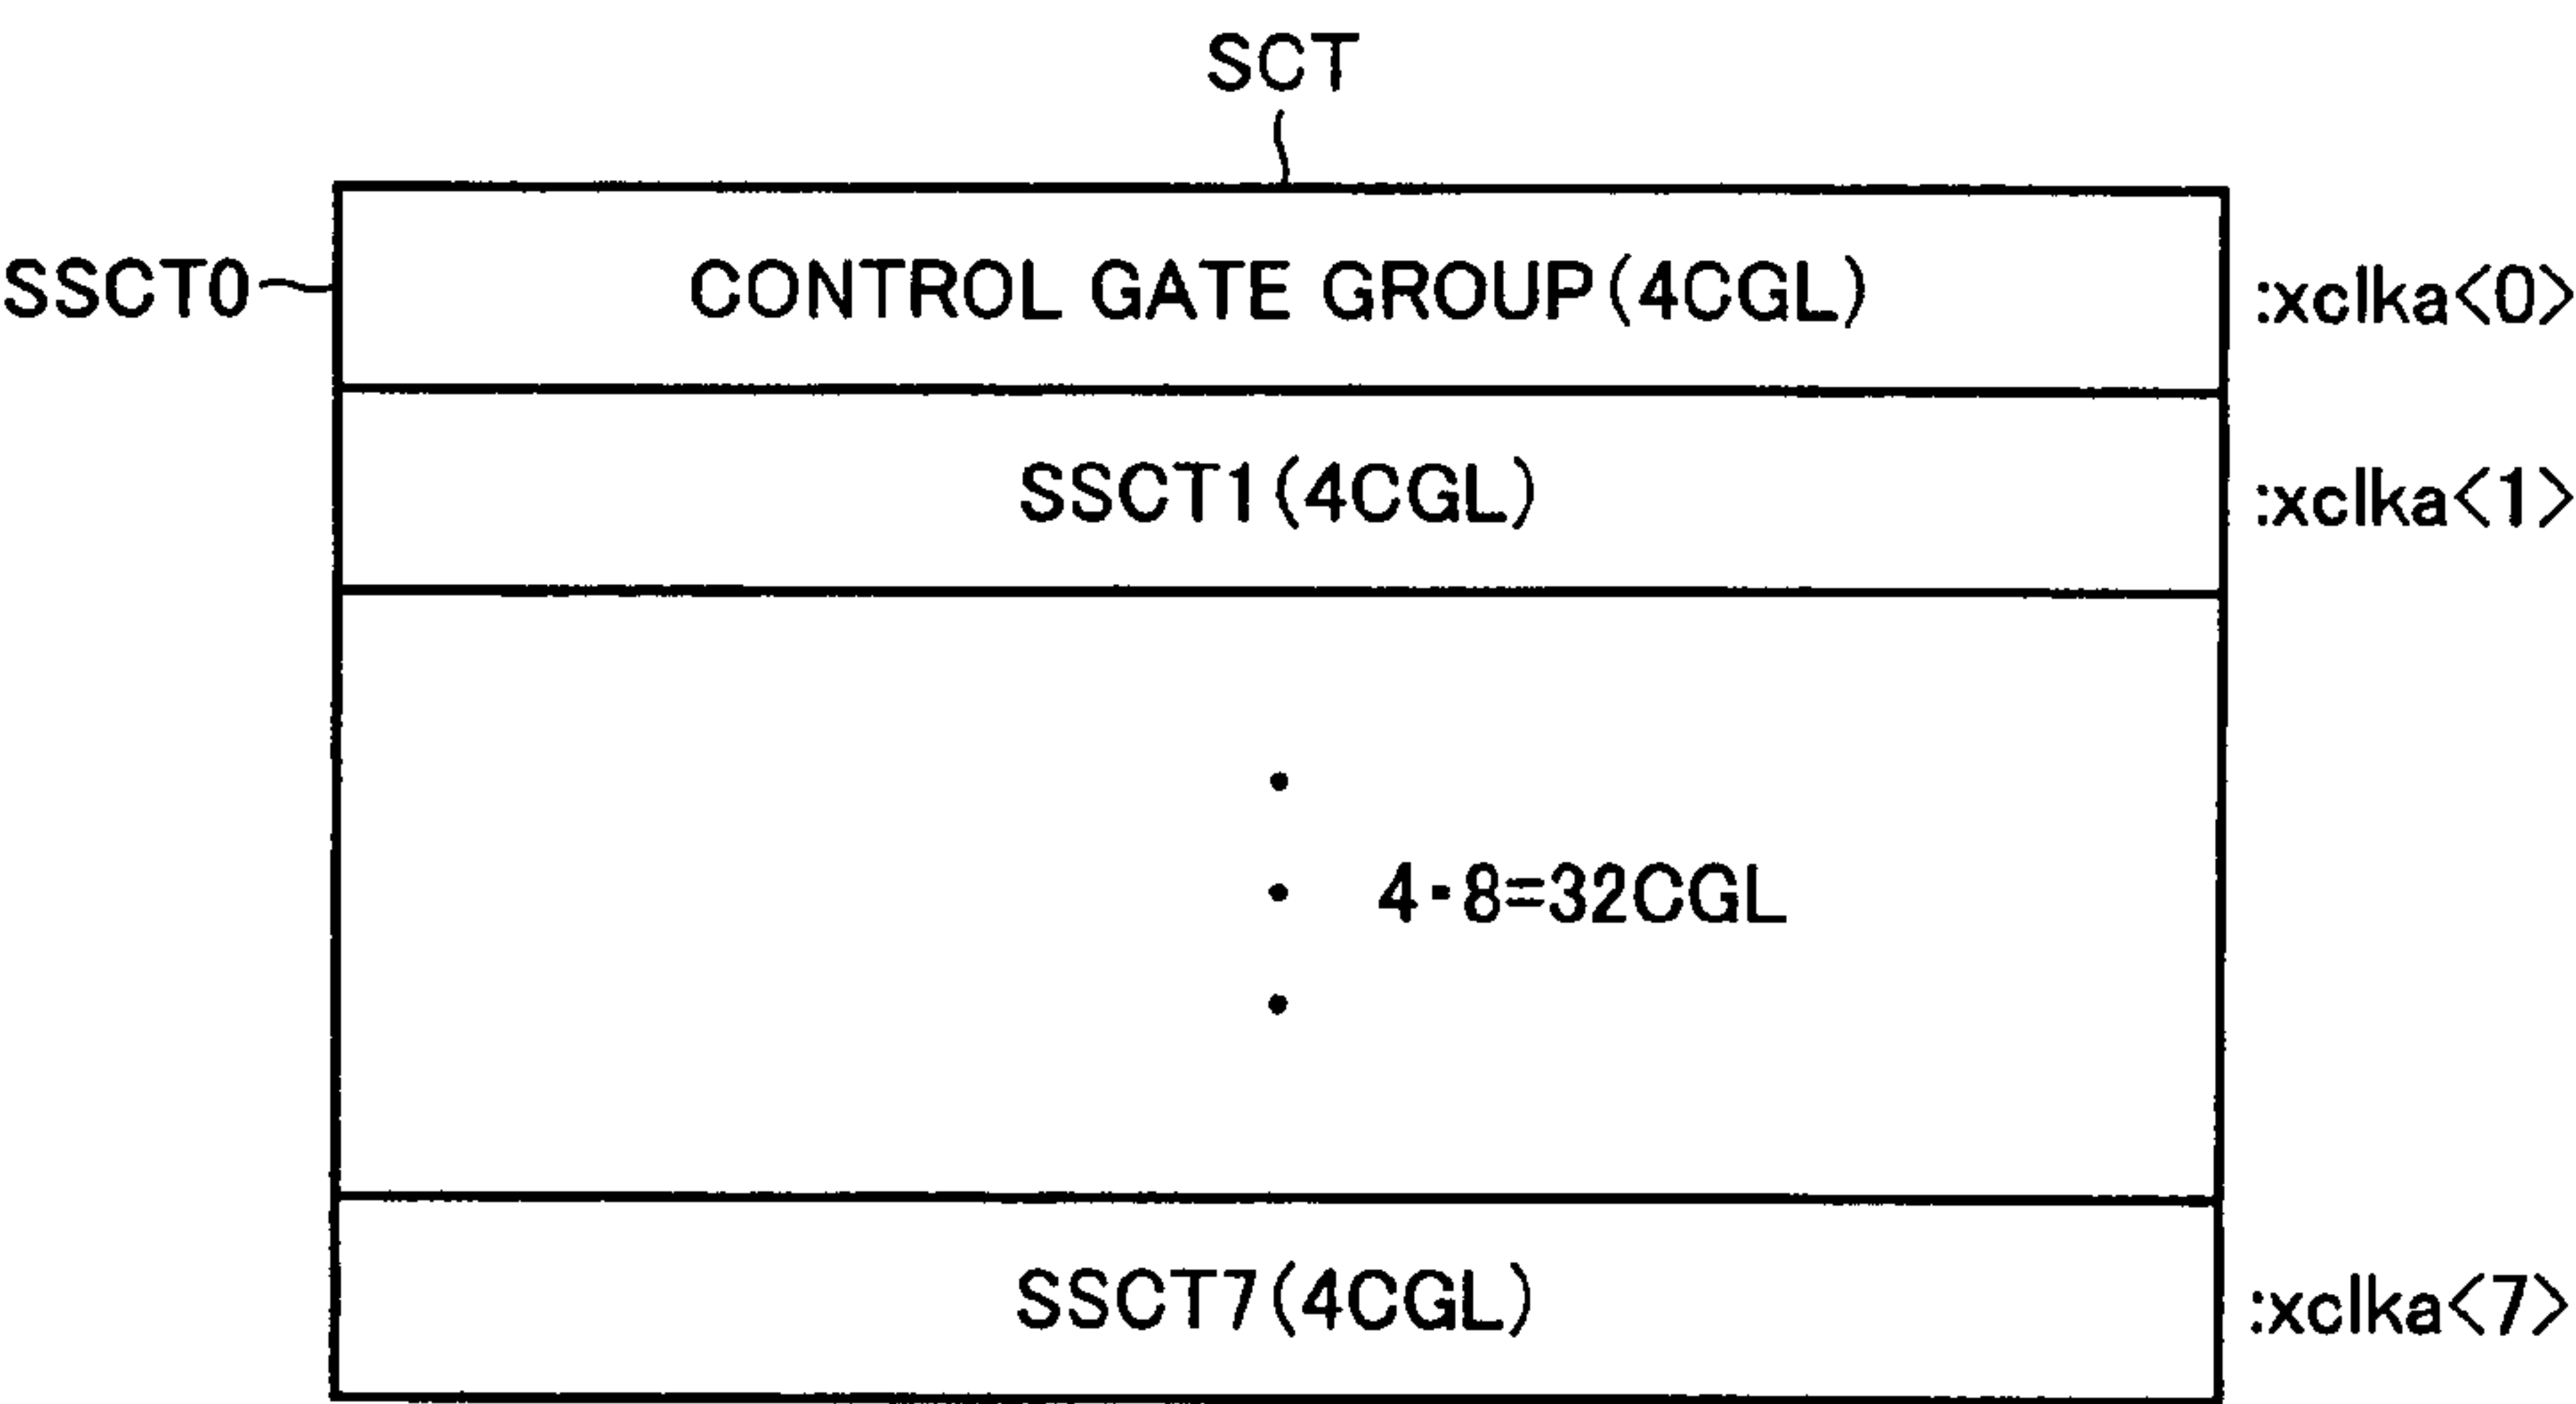 SCT
SSCT0
CONTROL GATE GROUP(4CGL)
:xclka<0>
SSCT1(4CGL)
:xclka<1>
4・8=32CGL
SSCT7(4CGL)
:xclka<7>